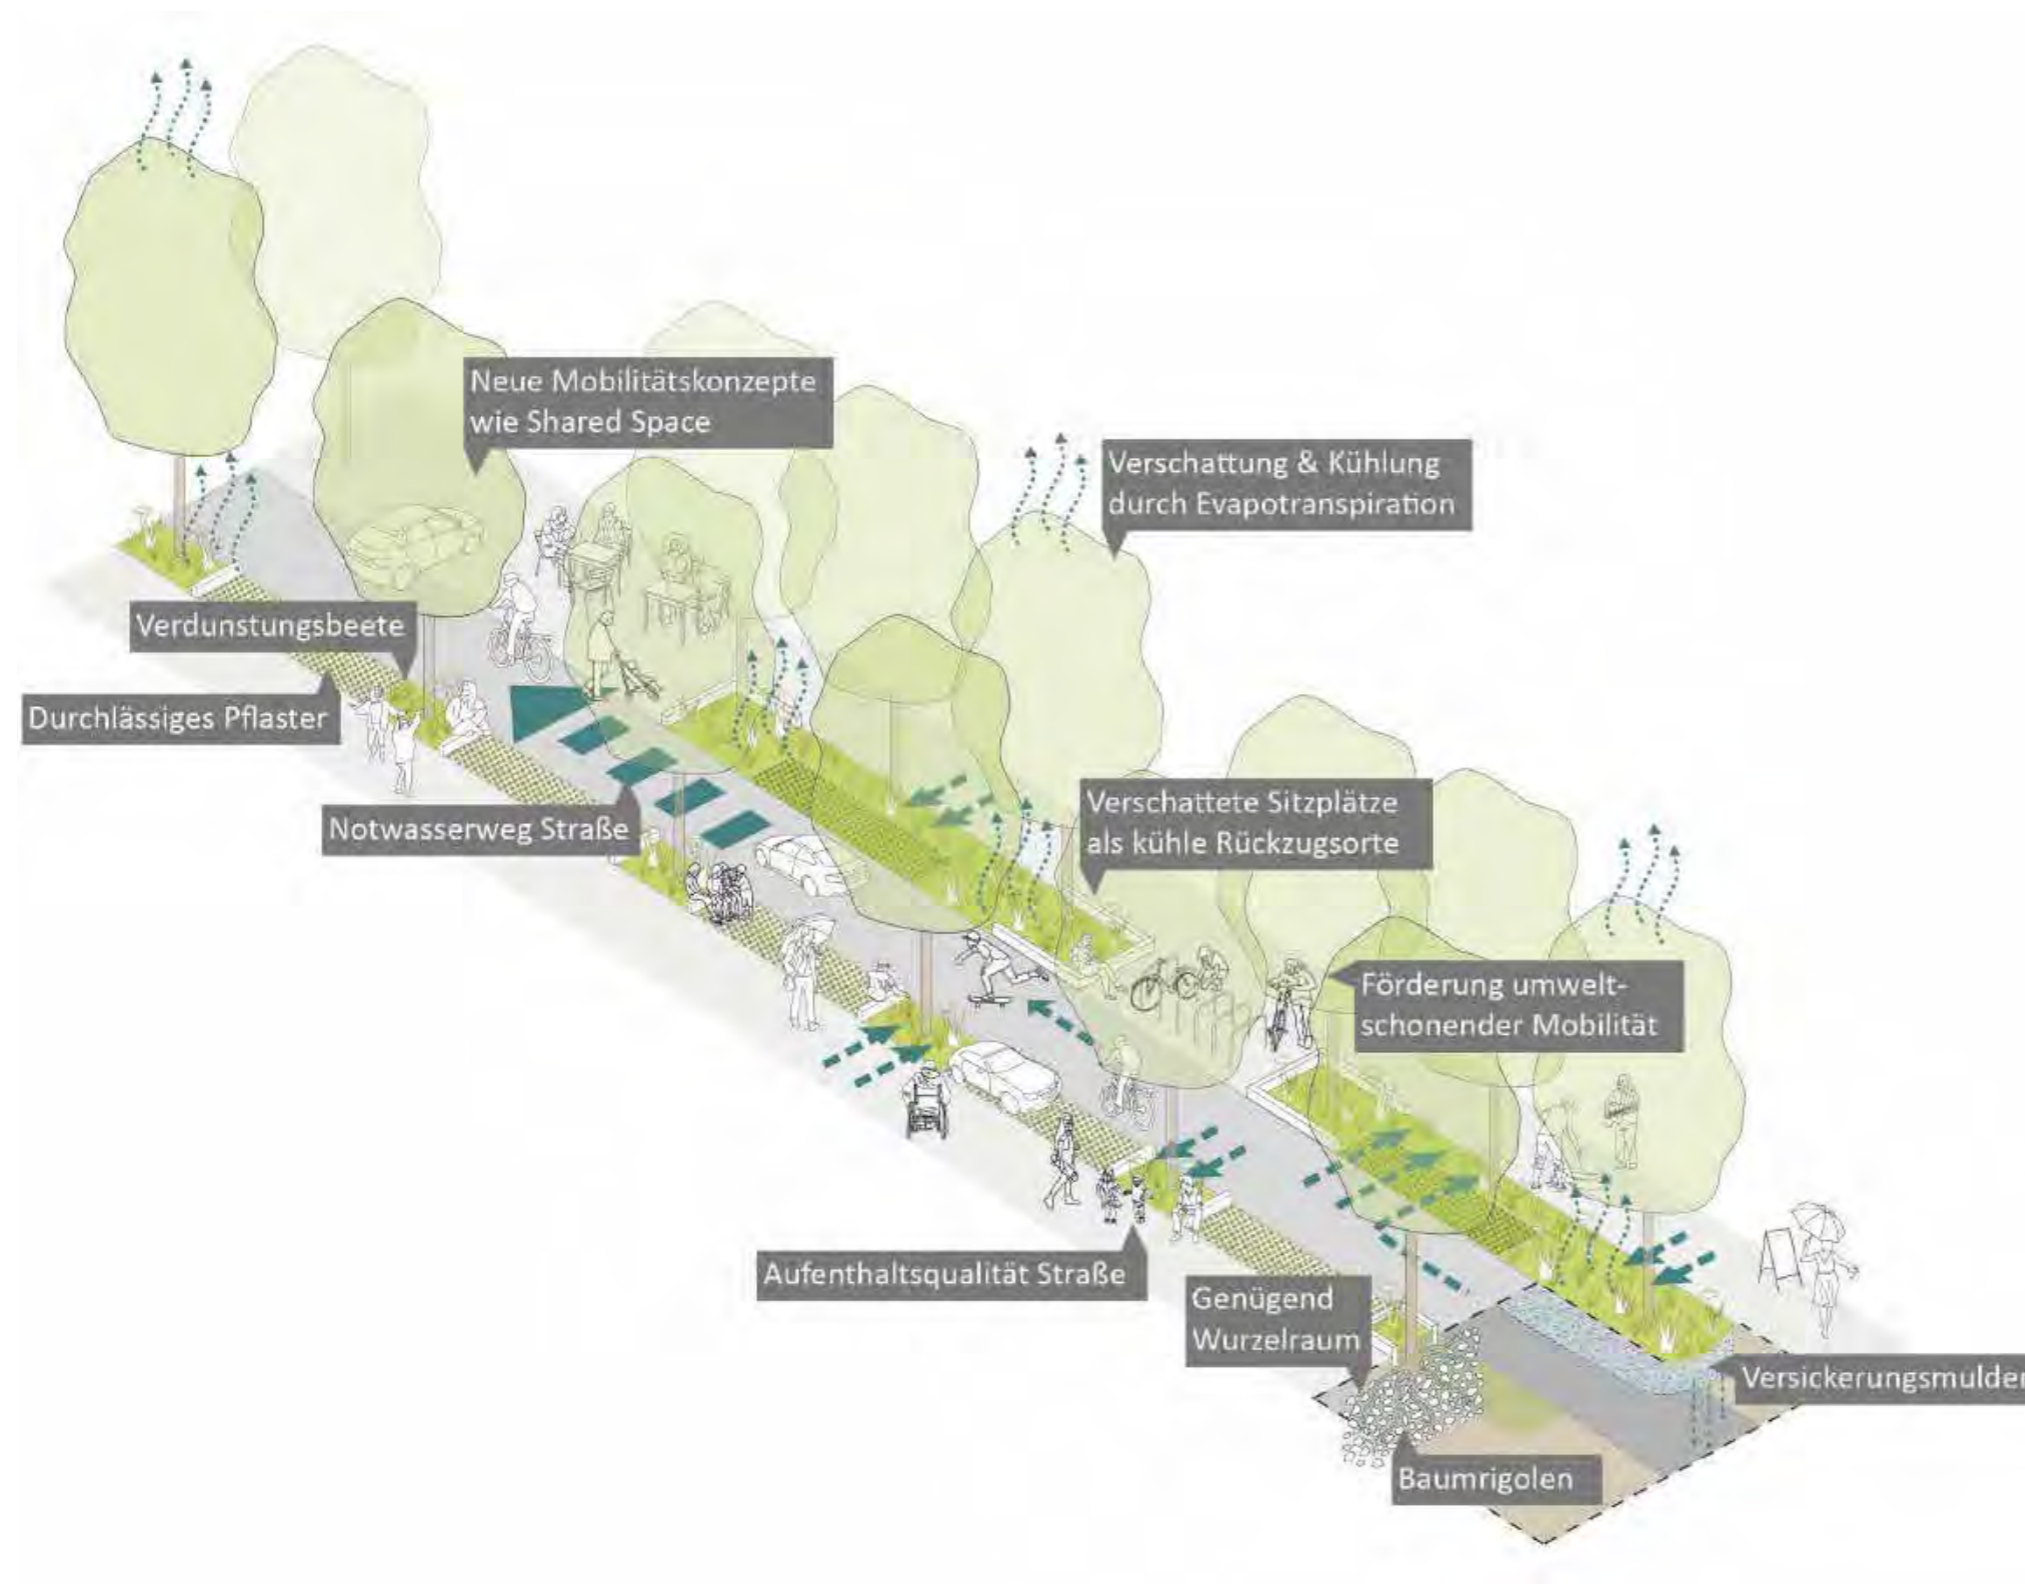 Neue Mobilitätskonzepte
wie Shared Space
Verschattung & Kühlung
durch Evapotranspiration
Verdunstungsbeete
Durchlässiges Pflaster
Notwasserweg Straße
Verschattete Sitzplätze
als kühle Rückzugsorte
Förderung umwelt-
schonender Mobilität
Aufenthaltsqualität Straße
Genügend
Wurzelraum
Versickerungsmulden
Baumrigolen